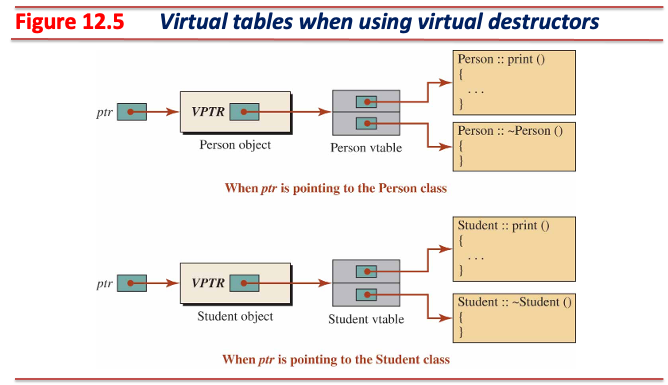 Figure 12.5 Virtual tables when using virtual destructors
Person :: print ()
{
. . .
}
ptr
VPTR
Person object
Person vtable
Person :: ~Person ()
{
}
When ptr is pointing to the Person class
Student :: print ()
{
. . .
}
ptr
VPTR
Student object
Student vtable
Student :: ~Student ()
{
}
When ptr is pointing to the Student class